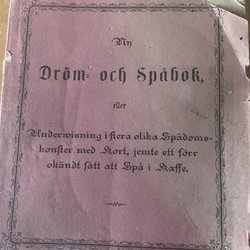 Ny
Dröm- och Spåbok,
eller
Underwisning i flera olika Spådoms-
konster med Kort, jemte ett förr
okändt sätt att Spå i Kaffe.